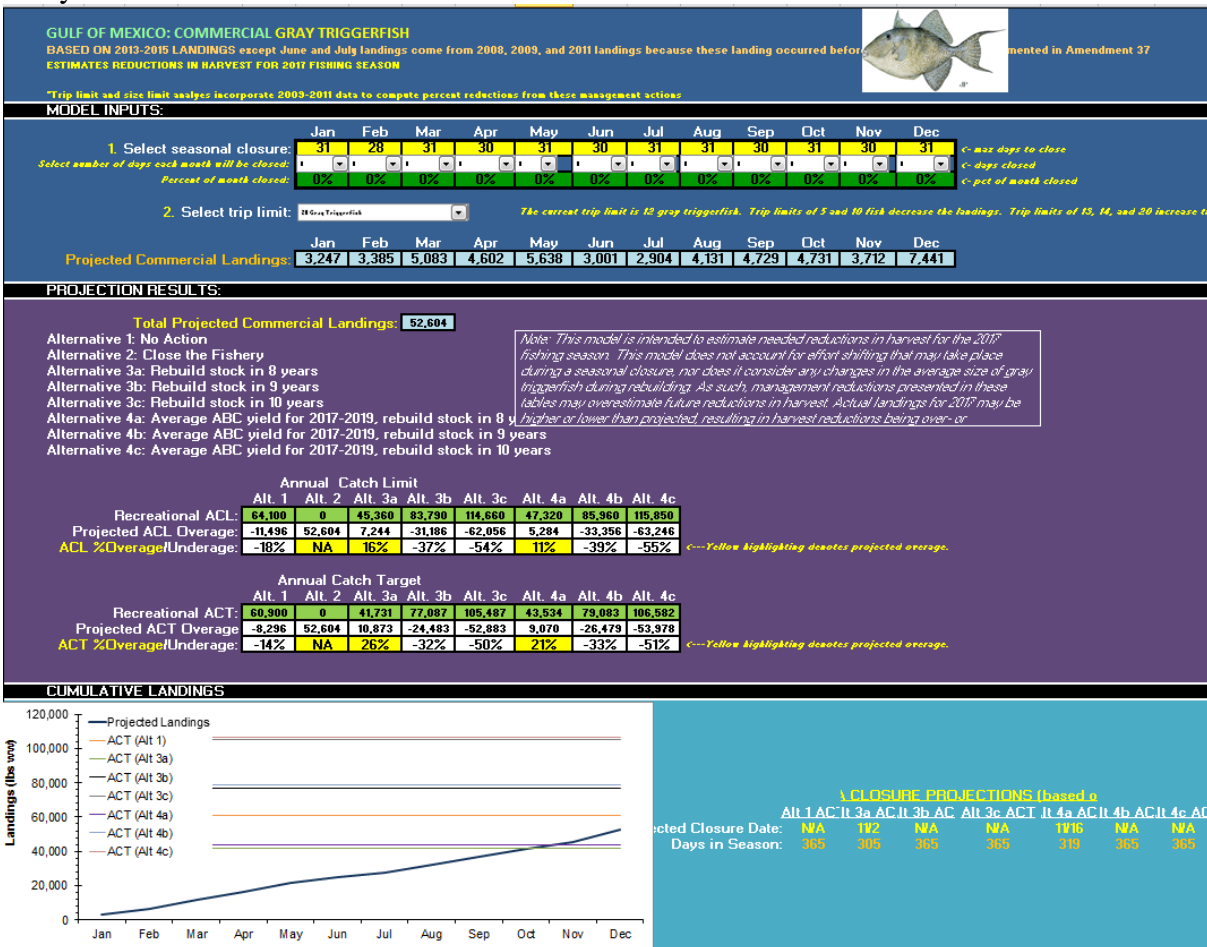 GULF OF MEXICO: COMMERCIAL GRAY TRIGGERFISH
BASED ON 2013-2015 LANDINGS except June and July landings come from 2008, 2009, and 2011 landings because these landing occurred befor mented in Amendment 37
ESTIMATES REDUCTIONS IN HARVEST FOR 2017 FISHING SEASON
*Trip limit and size limit analyes incorporate 2009-2011 data to compute percent reductions from these management actions
MODEL INPUTS:
Jan Feb Mar Apr May Jun Jul Aug Sep Oct Nov Dec
1. Select seasonal closure: 31 28 31 30 31 30 31 31 30 31 30 31 <- max days to close
Select number of days each month will be closed: <- days closed
Percent of month closed: 0% 0% 0% 0% 0% 0% 0% 0% 0% 0% 0% 0% <- pct of month closed
2. Select trip limit: 20 Gray Triggerfish The current trip limit is 12 gray triggerfish. Trip limits of 5 and 10 fish decrease the landings. Trip limits of 13, 14, and 20 increase t
Jan Feb Mar Apr May Jun Jul Aug Sep Oct Nov Dec
Projected Commercial Landings: 3,247 3,385 5,083 4,602 5,638 3,001 2,904 4,131 4,729 4,731 3,712 7,441
PROJECTION RESULTS:
Total Projected Commercial Landings: 52,604
Alternative 1: No Action
Alternative 2: Close the Fishery
Alternative 3a: Rebuild stock in 8 years
Alternative 3b: Rebuild stock in 9 years
Alternative 3c: Rebuild stock in 10 years
Alternative 4a: Average ABC yield for 2017-2019, rebuild stock in 8 y
Alternative 4b: Average ABC yield for 2017-2019, rebuild stock in 9 years
Alternative 4c: Average ABC yield for 2017-2019, rebuild stock in 10 years
Note: This model is intended to estimate needed reductions in harvest for the 2017
fishing season. This model does not account for effort shifting that may take place
during a seasonal closure, nor does it consider any changes in the average size of gray
triggerfish during rebuilding. As such, management reductions presented in these
tables may overestimate future reductions in harvest. Actual landings for 2017 may be
higher or lower than projected, resulting in harvest reductions being over- or
Annual Catch Limit
Alt. 1 Alt. 2 Alt. 3a Alt. 3b Alt. 3c Alt. 4a Alt. 4b Alt. 4c
Recreational ACL: 64,100 0 45,360 83,790 114,660 47,320 85,960 115,850
Projected ACL Overage: -11,496 52,604 7,244 -31,186 -62,056 5,284 -33,356 -63,246
ACL %Overage/Underage: -18% NA 16% -37% -54% 11% -39% -55% <---Yellow highlighting denotes projected overage.
Annual Catch Target
Alt. 1 Alt. 2 Alt. 3a Alt. 3b Alt. 3c Alt. 4a Alt. 4b Alt. 4c
Recreational ACT: 60,900 0 41,731 77,087 105,487 43,534 79,083 106,582
Projected ACT Overage -8,296 52,604 10,873 -24,483 -52,883 9,070 -26,479 -53,978
ACT %Overage/Underage: -14% NA 26% -32% -50% 21% -33% -51% <---Yellow highlighting denotes projected overage.
CUMULATIVE LANDINGS
Landings (lbs ww)
120,000
100,000
80,000
60,000
40,000
20,000
0
Projected Landings
ACT (Alt 1)
ACT (Alt 3a)
ACT (Alt 3b)
ACT (Alt 3c)
ACT (Alt 4a)
ACT (Alt 4b)
ACT (Alt 4c)
Jan Feb Mar Apr May Jun Jul Aug Sep Oct Nov Dec
CLOSURE PROJECTIONS (based o
Alt 1 AC lt 3a AC lt 3b AC Alt 3c ACT lt 4a AC lt 4b AC lt 4c AC
ected Closure Date: N/A 11/2 N/A N/A 11/16 N/A N/A
Days in Season: 365 305 365 365 319 365 365